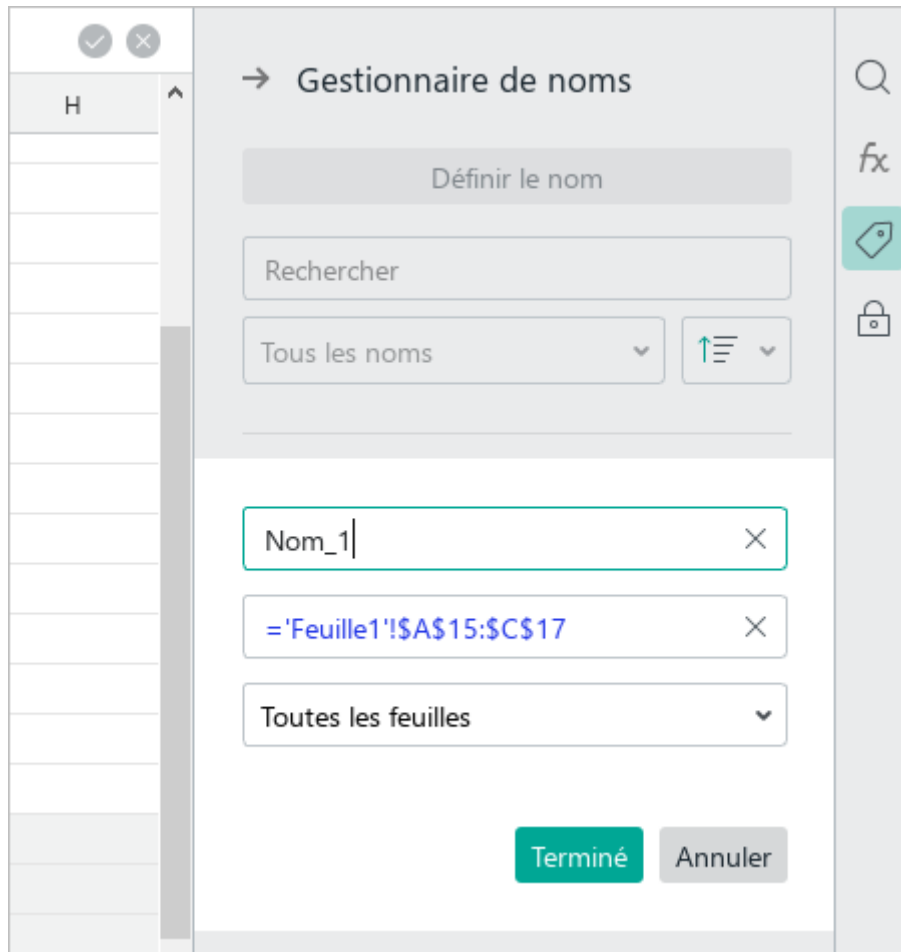 H
Gestionnaire de noms
Définir le nom
Rechercher
fx
Tous les noms
Nom_1
='Feuille1'!$A$15:$C$17
Toutes les feuilles
Terminé
Annuler